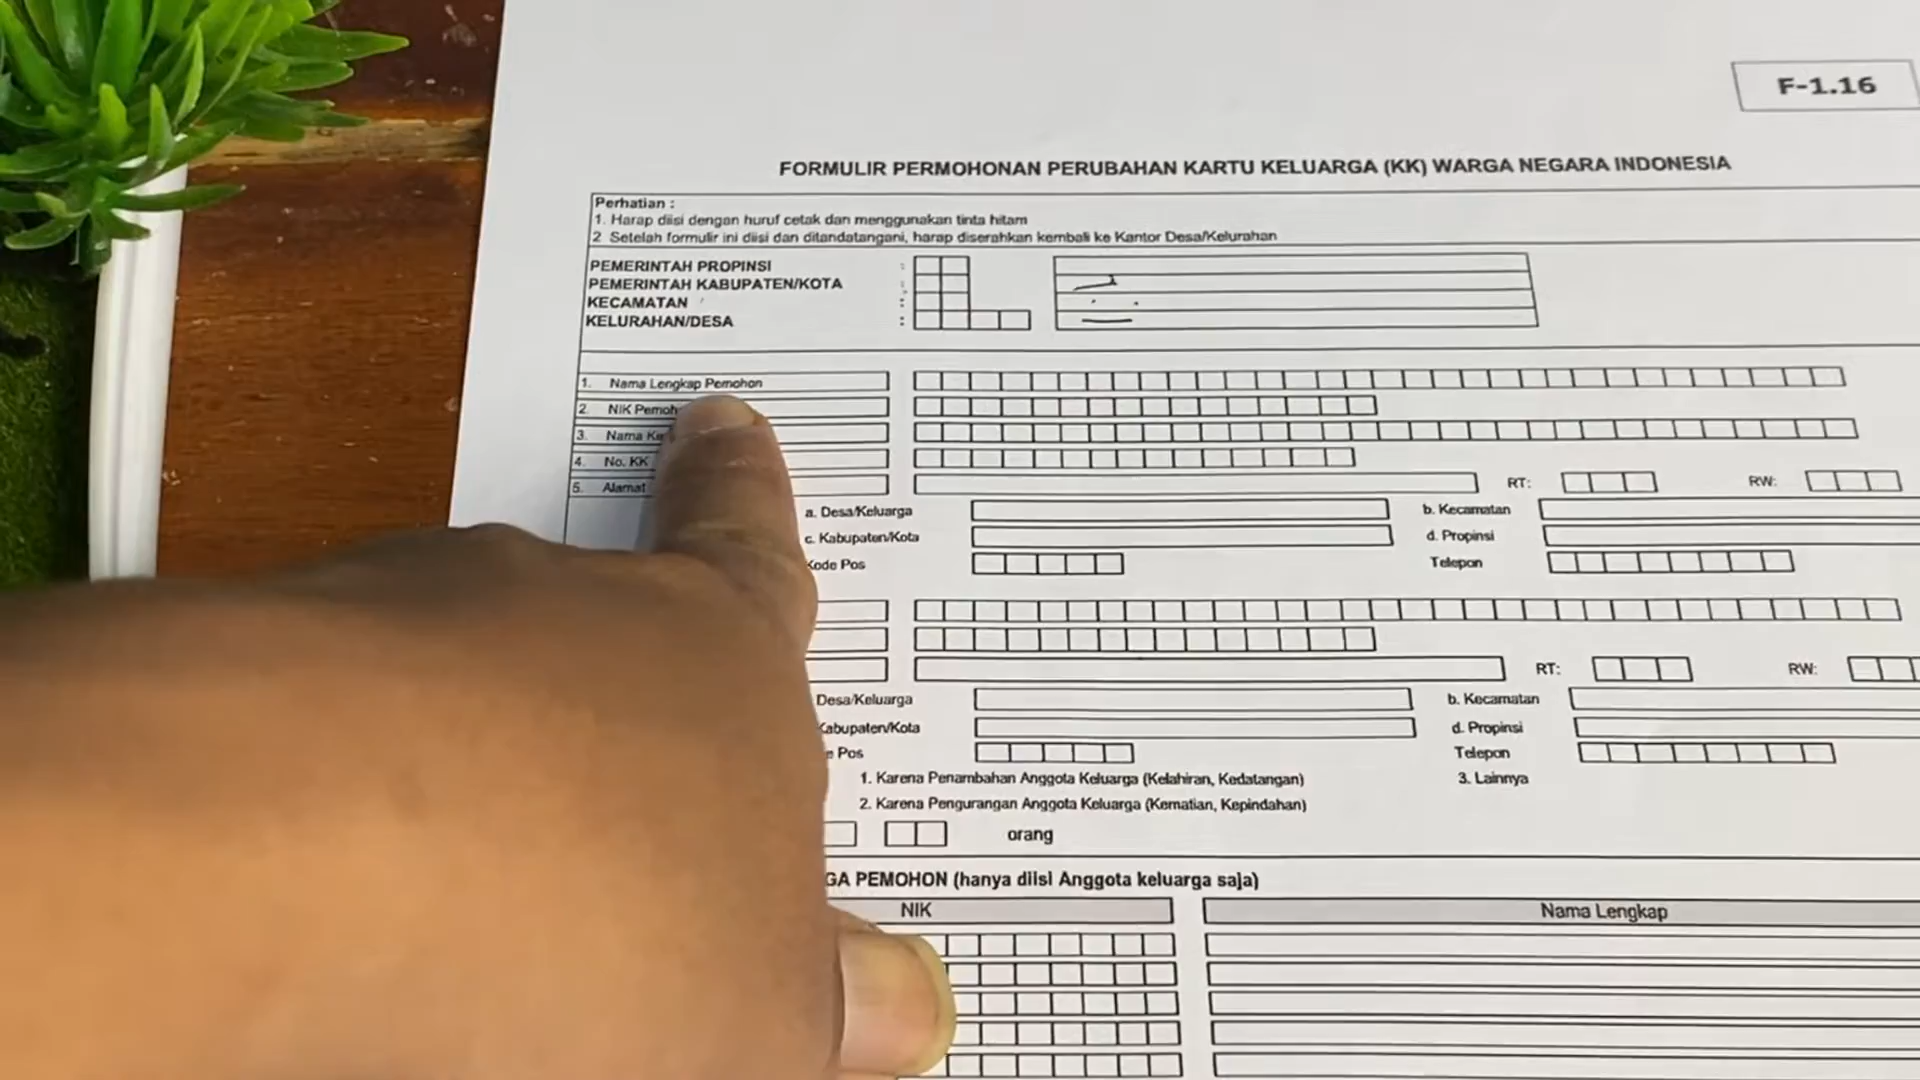 F-1.16
FORMULIR PERMOHONAN PERUBAHAN KARTU KELUARGA (KK) WARGA NEGARA INDONESIA
Perhatian :
1. Harap diisi dengan huruf cetak dan menggunakan tinta hitam
2 Setelah formulir ini diisi dan ditandatangani, harap diserahkan kembali ke Kantor Desa/Kelurahan
PEMERINTAH PROPINSI :
PEMERINTAH KABUPATEN/KOTA :
KECAMATAN :
KELURAHAN/DESA :
1. Nama Lengkap Pemohon
2. NIK
3. Nama
4. No. KK
5. Alamat RT: RW:
a. Desa/Keluarga b. Kecamatan
c. Kabupaten/Kota d. Propinsi
Kode Pos Telepon
RT: RW:
Desa/Keluarga b. Kecamatan
Kabupaten/Kota d. Propinsi
Pos Telepon
1. Karena Penambahan Anggota Keluarga (Kelahiran, Kedatangan) 3. Lainnya
2. Karena Pengurangan Anggota Keluarga (Kematian, Kepindahan)
orang
PEMOHON (hanya diisi Anggota keluarga saja)
NIK Nama Lengkap